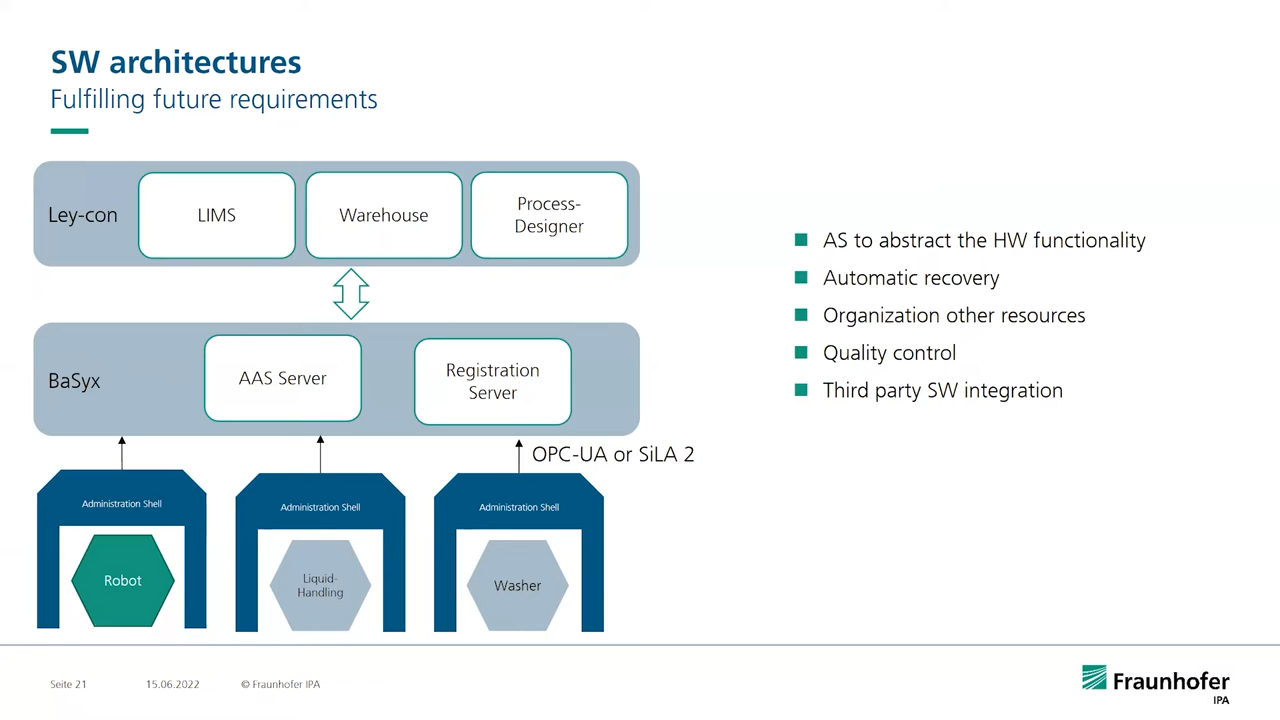 SW architectures
Fulfilling future requirements
Ley-con
LIMS
Warehouse
Process-
Designer
BaSyx
AAS Server
Registration
Server
OPC-UA or SiLA 2
Administration Shell
Administration Shell
Administration Shell
Robot
Liquid-
Handling
Washer
AS to abstract the HW functionality
Automatic recovery
Organization other resources
Quality control
Third party SW integration
Seite 21
15.06.2022
© Fraunhofer IPA
Fraunhofer
IPA